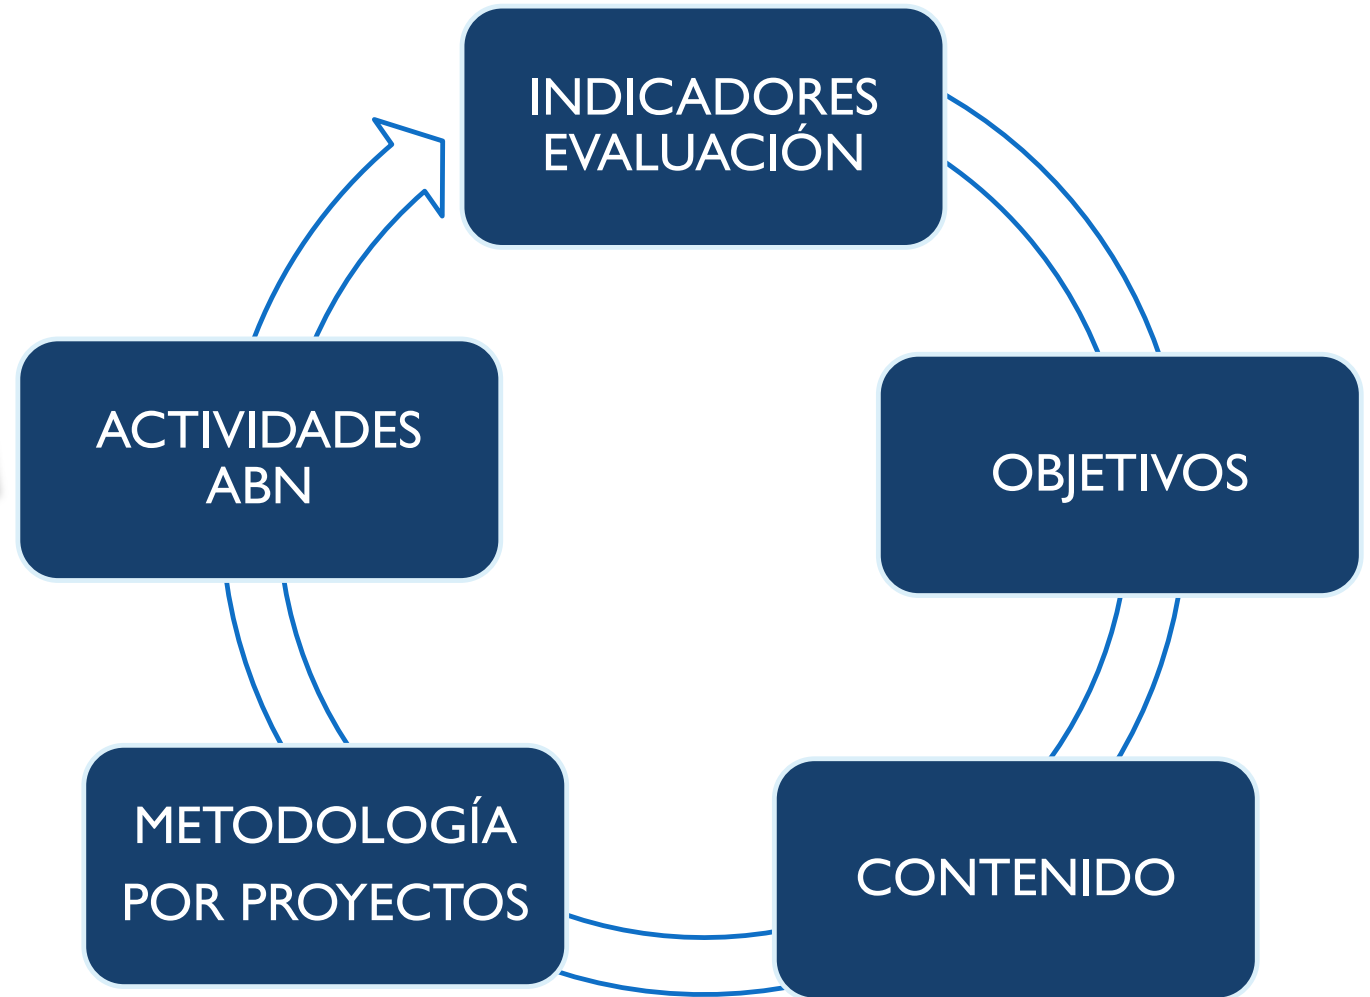 INDICADORES
EVALUACIÓN
OBJETIVOS
CONTENIDO
METODOLOGÍA
POR PROYECTOS
ACTIVIDADES
ABN